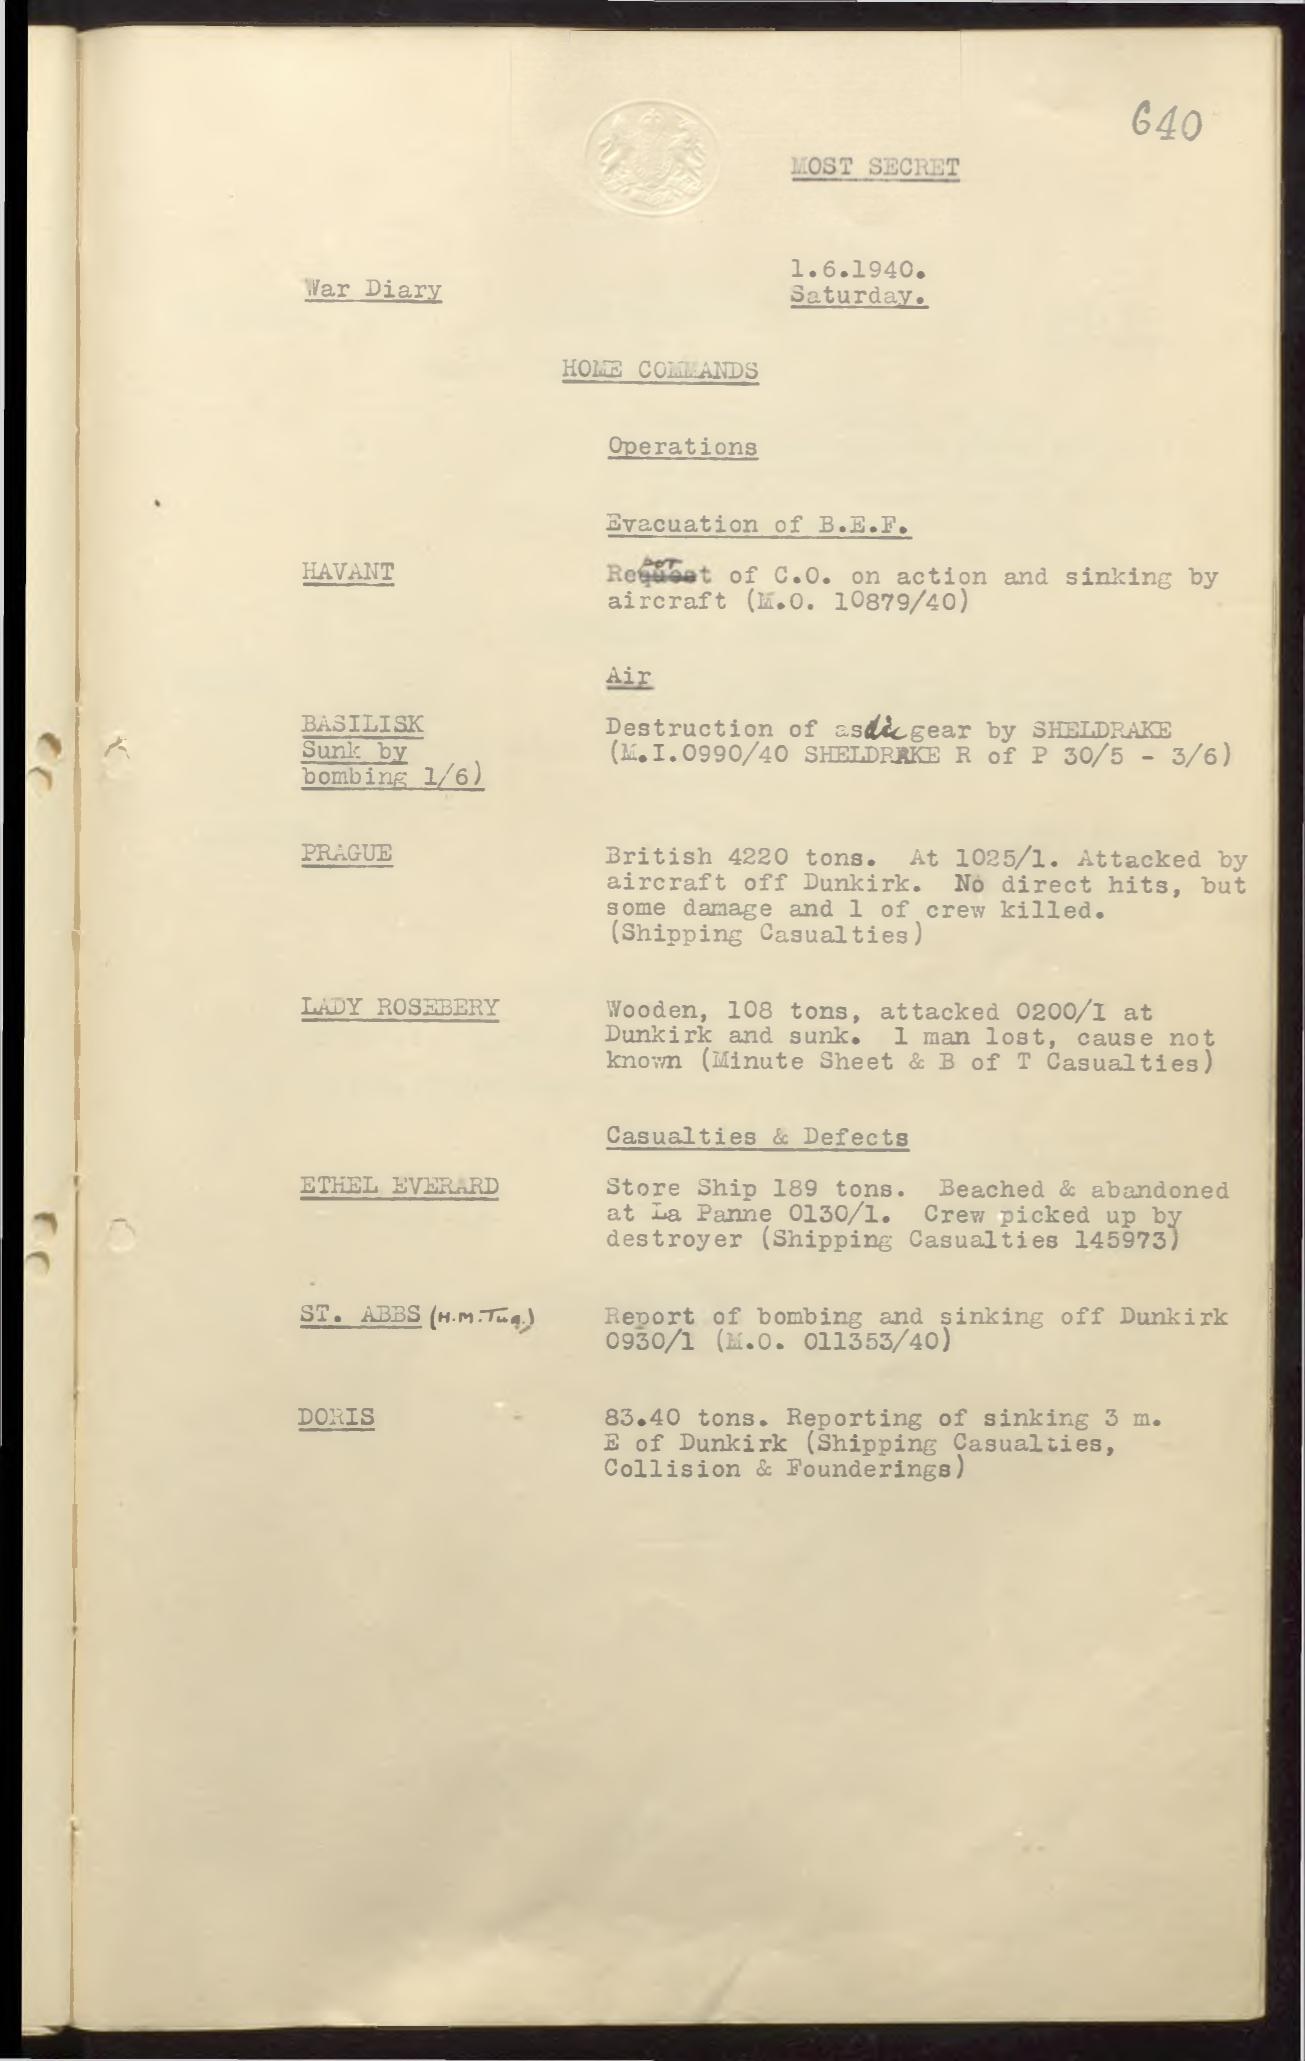 640
MOST SECRET
War Diary
1.6.1940.
Saturday.
HOME COMMANDS
Operations
Evacuation of B.E.F.
HAVANT
Report of C.O. on action and sinking by
aircraft (M.O. 10879/40)
Air
BASILISK
Sunk by
bombing 1/6)
Destruction of asdic gear by SHELDRAKE
(M.I.0990/40 SHELDRAKE R of P 30/5 - 3/6)
PRAGUE
British 4220 tons. At 1025/1. Attacked by
aircraft off Dunkirk. No direct hits, but
some damage and 1 of crew killed.
(Shipping Casualties)
LADY ROSEBERY
Wooden, 108 tons, attacked 0200/I at
Dunkirk and sunk. 1 man lost, cause not
known (Minute Sheet & B of T Casualties)
Casualties & Defects
ETHEL EVERARD
Store Ship 189 tons. Beached & abandoned
at La Panne 0130/1. Crew picked up by
destroyer (Shipping Casualties 145973)
ST. ABBS (H.M.Tug.)
Report of bombing and sinking off Dunkirk
0930/1 (M.O. 011353/40)
DORIS
83.40 tons. Reporting of sinking 3 m.
E of Dunkirk (Shipping Casualties,
Collision & Founderings)